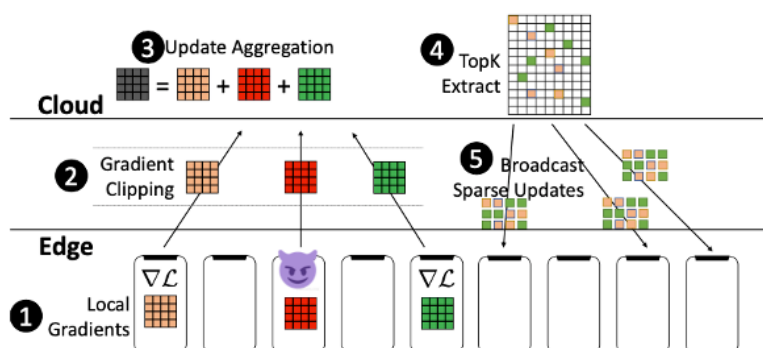 3 Update Aggregation
= + +
Cloud
4 TopK
Extract
2 Gradient
Clipping
5 Broadcast
Sparse Updates
Edge
∇ℒ
∇ℒ
1 Local
Gradients